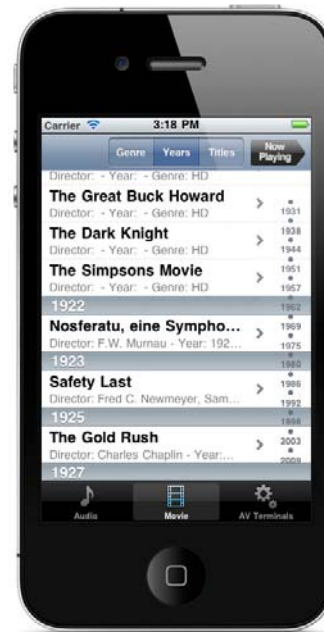 Carrier 3:18 PM
Genre Years Titles Now Playing
Director: - Year: - Genre: HD
The Great Buck Howard
Director: - Year: - Genre: HD
The Dark Knight
Director: - Year: - Genre: HD
The Simpsons Movie
Director: - Year: - Genre: HD
1922
Nosferatu, eine Sympho...
Director: F.W. Murnau - Year: 192...
1923
Safety Last
Director: Fred C. Newmeyer, Sam...
1925
The Gold Rush
Director: Charles Chaplin - Year:...
1927
1931
1938
1944
1951
1957
1962
1969
1975
1980
1986
1992
1998
2003
2009
Audio Movie AV Terminals